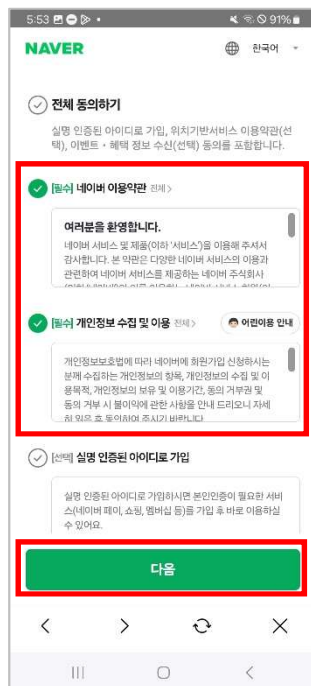 5:53
91%
NAVER
한국어
전체 동의하기
실명 인증된 아이디로 가입, 위치기반서비스 이용약관(선
택), 이벤트・혜택 정보 수신(선택) 동의를 포함합니다.
[필수] 네이버 이용약관 전체 >
여러분을 환영합니다.
네이버 서비스 및 제품(이하 '서비스')을 이용해 주셔서
감사합니다. 본 약관은 다양한 네이버 서비스의 이용과
관련하여 네이버 서비스를 제공하는 네이버 주식회사
[필수] 개인정보 수집 및 이용 전체 >
어린이용 안내
개인정보보호법에 따라 네이버에 회원가입 신청하시는
분께 수집하는 개인정보의 항목, 개인정보의 수집 및 이
용목적, 개인정보의 보유 및 이용기간, 동의 거부권 및
동의 거부 시 불이익에 관한 사항을 안내 드리오니 자세
히 읽은 후 동의하여 주시기 바랍니다.
[선택] 실명 인증된 아이디로 가입
실명 인증된 아이디로 가입하시면 본인인증이 필요한 서비
스(네이버 페이, 쇼핑, 멤버십 등)를 가입 후 바로 이용하실
수 있어요.
다음